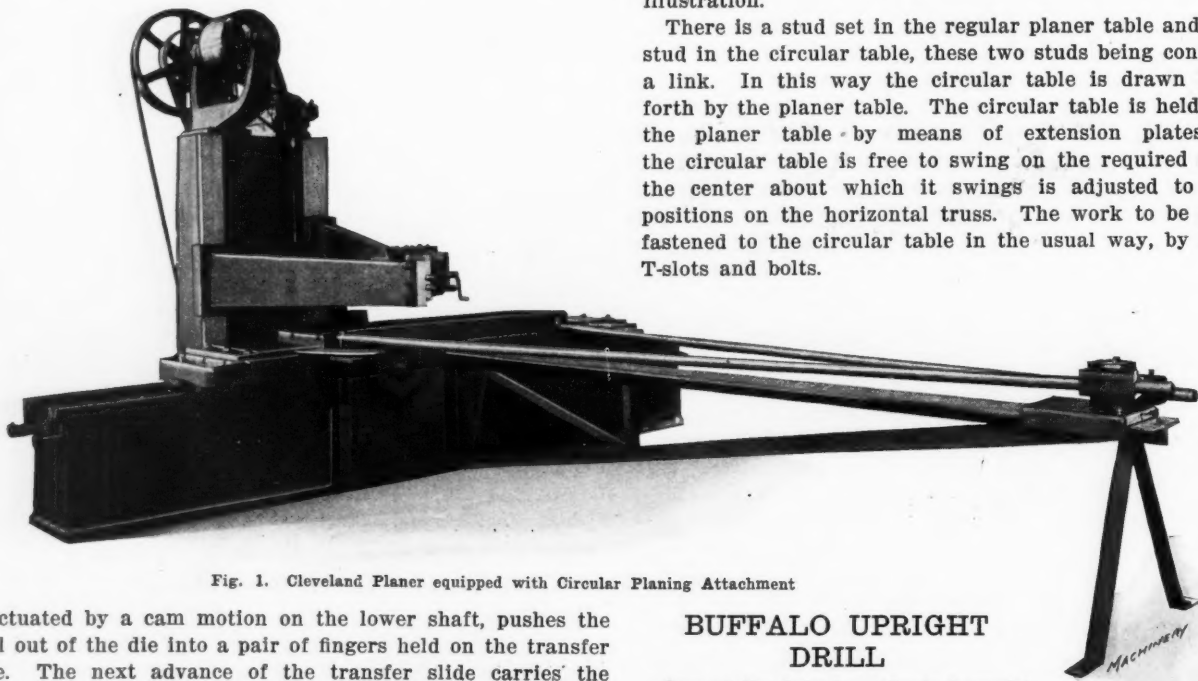 illustration.
There is a stud set in the regular planer table and
stud in the circular table, these two studs being con
a link. In this way the circular table is drawn
forth by the planer table. The circular table is held
the planer table by means of extension plates
the circular table is free to swing on the required
the center about which it swings is adjusted to
positions on the horizontal truss. The work to be
fastened to the circular table in the usual way, by
T-slots and bolts.
Fig. 1. Cleveland Planer equipped with Circular Planing Attachment
ctuated by a cam motion on the lower shaft, pushes the
l out of the die into a pair of fingers held on the transfer
e. The next advance of the transfer slide carries the
BUFFALO UPRIGHT
DRILL
MACHINERY